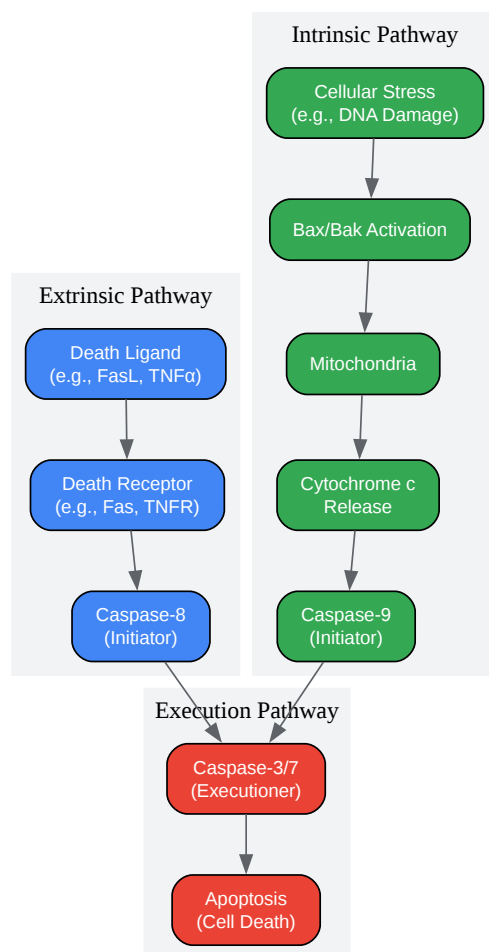 Intrinsic Pathway
Cellular Stress
(e.g., DNA Damage)
Bax/Bak Activation
Mitochondria
Cytochrome c
Release
Caspase-9
(Initiator)
Extrinsic Pathway
Death Ligand
(e.g., FasL, TNFα)
Death Receptor
(e.g., Fas, TNFR)
Caspase-8
(Initiator)
Execution Pathway
Caspase-3/7
(Executioner)
Apoptosis
(Cell Death)